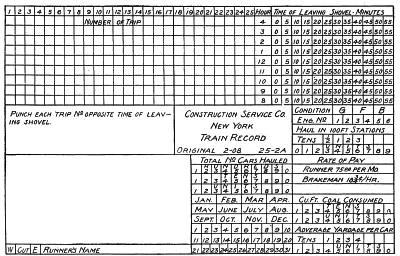 1 2 3 4 5 6 7 8 9 10 11 12 13 14 15 16 17 18 19 20 21 22 23 24 25 HOUR TIME OF LEAVING SHOVEL-MINUTES
NUMBER OF TRIP
4 0 5 10 15 20 25 30 35 40 45 50 55
3 0 5 10 15 20 25 30 35 40 45 50 55
2 0 5 10 15 20 25 30 35 40 45 50 55
1 0 5 10 15 20 25 30 35 40 45 50 55
12 0 5 10 15 20 25 30 35 40 45 50 55
11 0 5 10 15 20 25 30 35 40 45 50 55
10 0 5 10 15 20 25 30 35 40 45 50 55
9 0 5 10 15 20 25 30 35 40 45 50 55
8 0 5 10 15 20 25 30 35 40 45 50 55
PUNCH EACH TRIP NO OPPOSITE TIME OF LEAV-
ING SHOVEL.
CONSTRUCTION SERVICE CO.
NEW YORK
TRAIN RECORD
ORIGINAL 2-08 25-2A
CONDITION G F B
ENG. NO 1 2 3 4 5 6
HAUL IN 100FT STATIONS
TENS ½ 1 2 3
UNITS
0 1 2 3 4 5 6 7 8 9
TOTAL NO CARS HAULED
HUNDREDS
1 2 3 4 5 6 7 8 9 0
TENS
1 2 3 4 5 6 7 8 9 0
UNITS
1 2 3 4 5 6 7 8 9 0
RATE OF PAY
RUNNER 75.00 PER MO
BRAKEMAN /HR.
JAN. FEB. MAR. APR.
MAY JUNE JULY AUG.
SEPT. OCT. NOV. DEC.
1 2 3 4 5 6 7 8 9 10
11 12 13 14 15 16 17 18 19 20
21 22 23 24 25 26 27 28 29 30 31
CU.FT. COAL CONSUMED
TENS
1 2 3 4 5 6 7 8 9 0
UNITS
1 2 3 4 5 6 7 8 9 0
AVERAGE YARDAGE PER CAR
TENS 1 2 3 4
UNITS
1 2 3 4 5 6 7 8 9 0
W CUT E RUNNER'S NAME